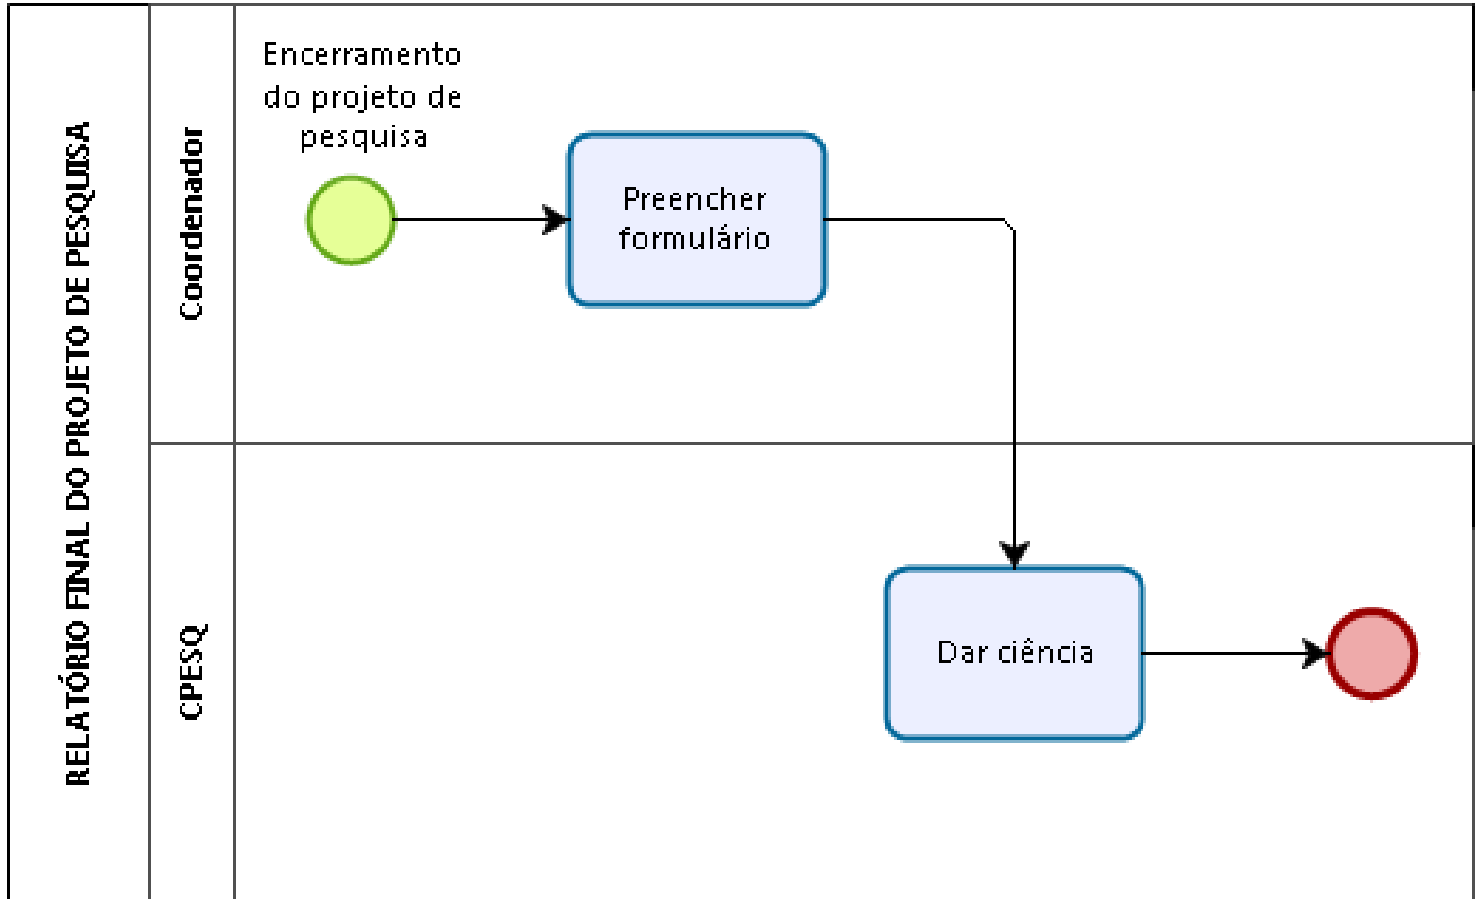 RELATÓRIO FINAL DO PROJETO DE PESQUISA
Coordenador
Encerramento
do projeto de
pesquisa
Preencher
formulário
CPESQ
Dar ciência